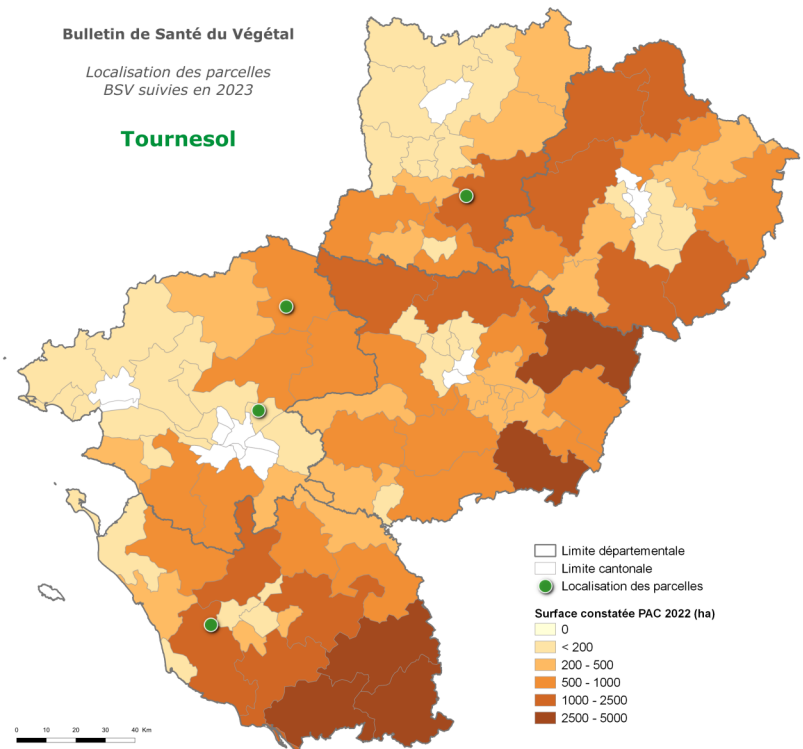 Bulletin de Santé du Végétal
Localisation des parcelles
BSV suivies en 2023
Tournesol
Limite départementale
Limite cantonale
Localisation des parcelles
Surface constatée PAC 2022 (ha)
0
< 200
200 - 500
500 - 1000
1000 - 2500
2500 - 5000
0 10 20 30 40 Km